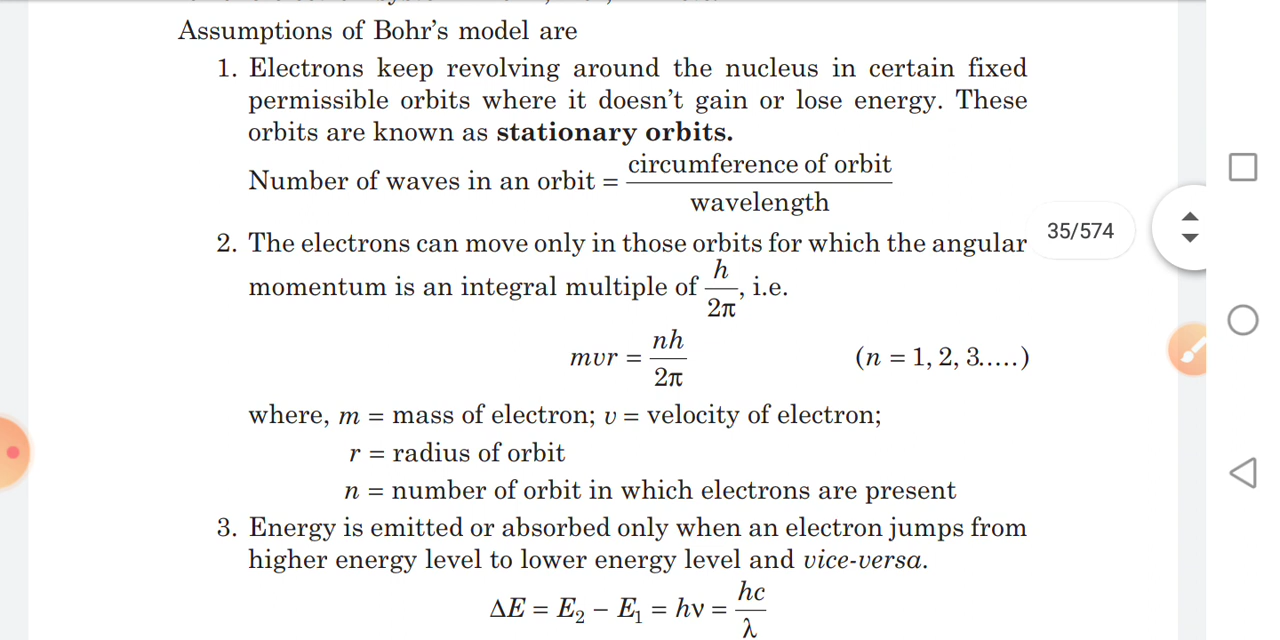 Assumptions of Bohr's model are
1. Electrons keep revolving around the nucleus in certain fixed
permissible orbits where it doesn't gain or lose energy. These
orbits are known as stationary orbits.
Number of waves in an orbit = circumference of orbit / wavelength
2. The electrons can move only in those orbits for which the angular
momentum is an integral multiple of h/2π, i.e.
mvr = nh/2π (n = 1, 2, 3.....)
where, m = mass of electron; v = velocity of electron;
r = radius of orbit
n = number of orbit in which electrons are present
3. Energy is emitted or absorbed only when an electron jumps from
higher energy level to lower energy level and vice-versa.
ΔE = E₂ − E₁ = hν = hc/λ
35/574